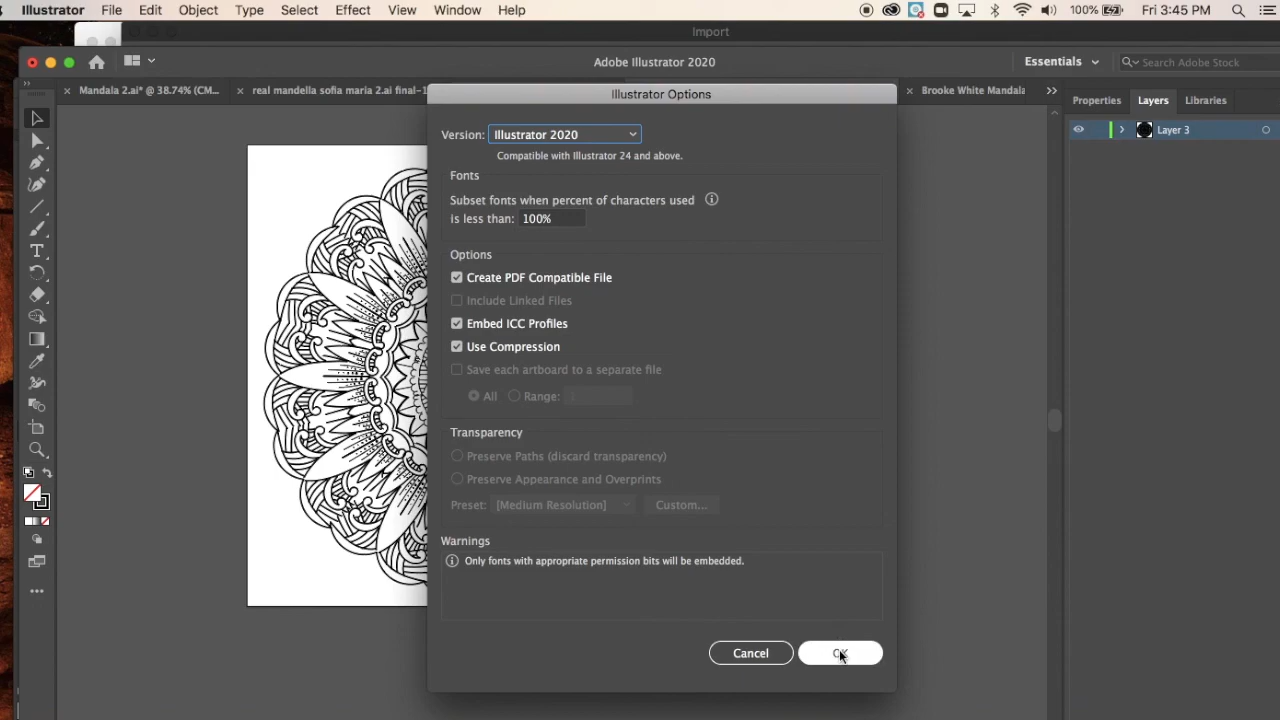 Illustrator File Edit Object Type Select Effect View Window Help 100% Fri 3:45 PM
Import
Adobe Illustrator 2020 Essentials Search Adobe Stock
Mandala 2.ai* @ 38.74% (CM... real mandella sofia maria 2.ai final-1 Brooke White Mandala
Properties Layers Libraries
Layer 3
Illustrator Options
Version: Illustrator 2020
Compatible with Illustrator 24 and above.
Fonts
Subset fonts when percent of characters used
is less than: 100%
Options
Create PDF Compatible File
Include Linked Files
Embed ICC Profiles
Use Compression
Save each artboard to a separate file
All Range: 1
Transparency
Preserve Paths (discard transparency)
Preserve Appearance and Overprints
Preset: [Medium Resolution] Custom...
Warnings
Only fonts with appropriate permission bits will be embedded.
Cancel OK